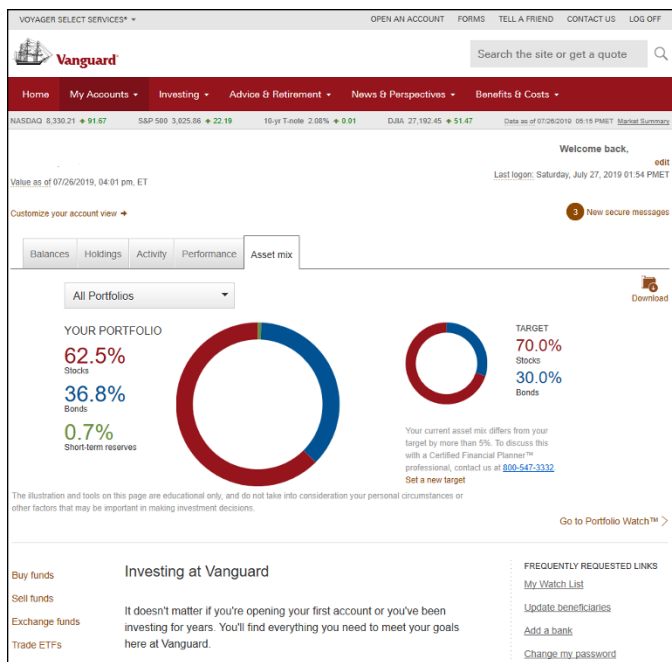 VOYAGER SELECT SERVICES* OPEN AN ACCOUNT FORMS TELL A FRIEND CONTACT US LOG OFF
Vanguard® Search the site or get a quote
Home My Accounts Investing Advice & Retirement News & Perspectives Benefits & Costs
NASDAQ 8,330.21 + 91.67 S&P 500 3,025.86 + 22.19 10-yr T-note 2.08% + 0.01 DJIA 27,192.45 + 51.47 Data as of 07/26/2019 05:15 PMET Market Summary
Welcome back,
edit
Value as of 07/26/2019, 04:01 pm, ET Last logon: Saturday, July 27, 2019 01:54 PMET
Customize your account view 3 New secure messages
Balances Holdings Activity Performance Asset mix
All Portfolios Download
YOUR PORTFOLIO
62.5%
Stocks
36.8%
Bonds
0.7%
Short-term reserves
TARGET
70.0%
Stocks
30.0%
Bonds
Your current asset mix differs from your
target by more than 5%. To discuss this
with a Certified Financial Planner™
professional, contact us at 800-547-3332.
Set a new target
The illustration and tools on this page are educational only, and do not take into consideration your personal circumstances or
other factors that may be important in making investment decisions.
Go to Portfolio Watch™
Buy funds
Sell funds
Exchange funds
Trade ETFs
Investing at Vanguard
It doesn't matter if you're opening your first account or you've been
investing for years. You'll find everything you need to meet your goals
here at Vanguard.
FREQUENTLY REQUESTED LINKS
My Watch List
Update beneficiaries
Add a bank
Change my password